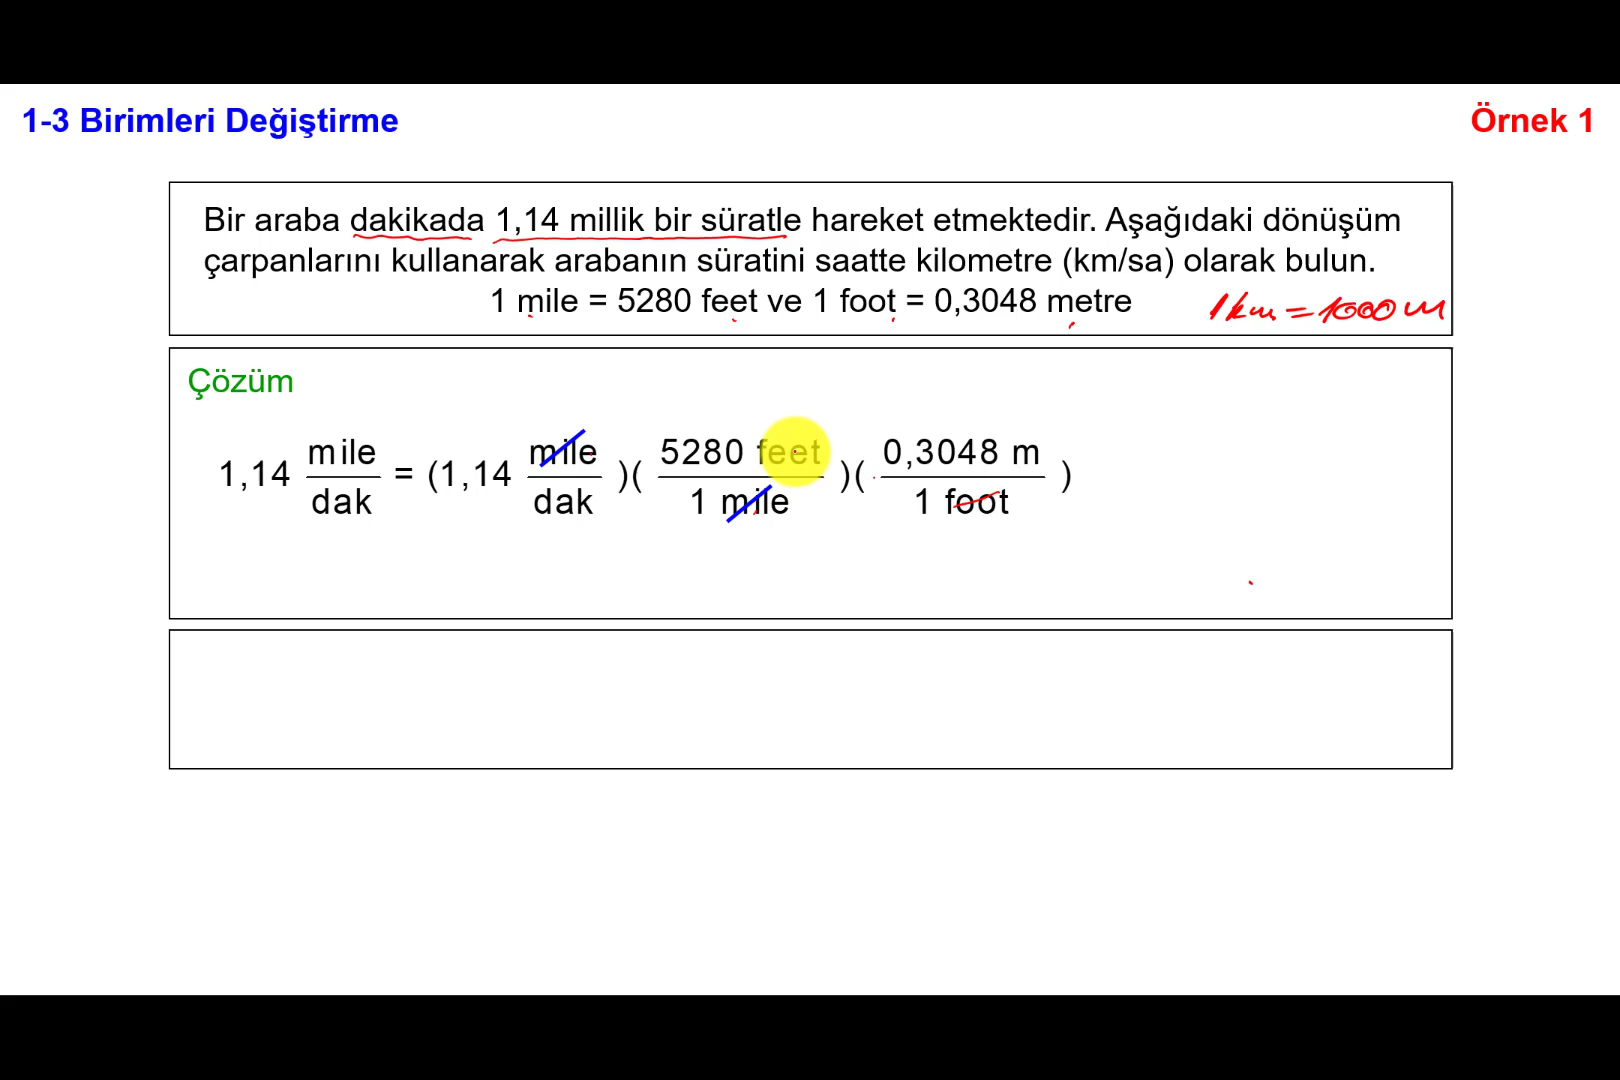 1-3 Birimleri Değiştirme
Örnek 1
Bir araba dakikada 1,14 millik bir süratle hareket etmektedir. Aşağıdaki dönüşüm
çarpanlarını kullanarak arabanın süratini saatte kilometre (km/sa) olarak bulun.
1 mile = 5280 feet ve 1 foot = 0,3048 metre
1km = 1000 m
Çözüm
1,14 mile/dak = (1,14 mile/dak )( 5280 feet/1 mile )( 0,3048 m/1 foot )